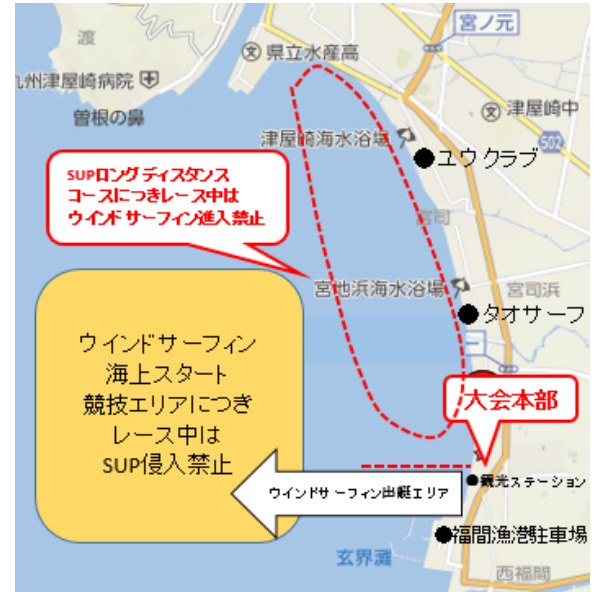 渡
宮ノ元
県立水産高
州津屋崎病院
曽根の鼻
津屋崎中
502
津屋崎海水浴場
●ユウクラブ
SUPロングディスタンス
コースにつきレース中は
ウインドサーフィン進入禁止
宮司
宮地浜海水浴場
宮司浜
●タオサーフ
ウインドサーフィン
海上スタート
競技エリアにつき
レース中は
SUP侵入禁止
大会本部
ウインドサーフィン出艇エリア
●観光ステーション
●福間漁港駐車場
玄界灘
西福間